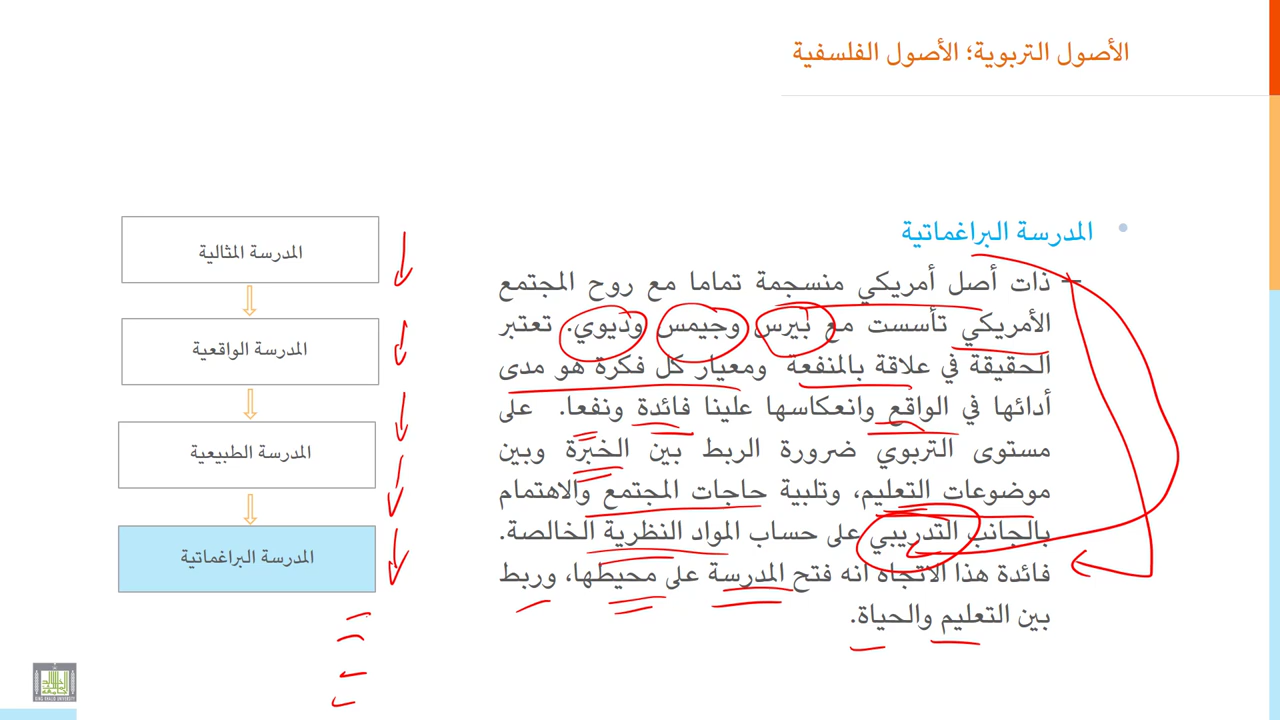 الأصول التربوية؛ الأصول الفلسفية
المدرسة البراغماتية
ذات أصل أمريكي منسجمة تماما مع روح المجتمع
الأمريكي تأسست مع بيرس وجيمس وديوي. تعتبر
الحقيقة في علاقة بالمنفعة ومعيار كل فكرة هو مدى
أدائها في الواقع وانعكاسها علينا فائدة ونفعا. على
مستوى التربوي ضرورة الربط بين الخبرة وبين
موضوعات التعليم، وتلبية حاجات المجتمع والاهتمام
بالجانب التدريبي على حساب المواد النظرية الخالصة.
فائدة هذا الاتجاه أنه فتح المدرسة على محيطها، وربط
بين التعليم والحياة.
المدرسة المثالية
المدرسة الواقعية
المدرسة الطبيعية
المدرسة البراغماتية